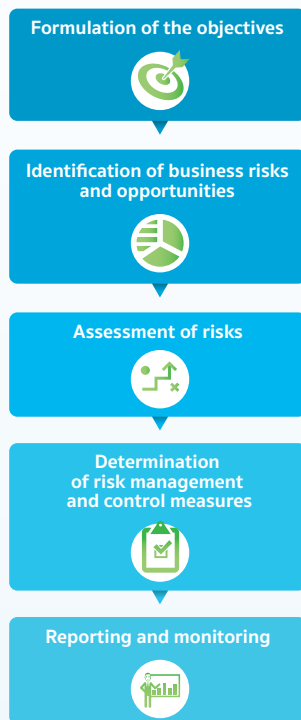 Formulation of the objectives
Identification of business risks
and opportunities
Assessment of risks
Determination
of risk management
and control measures
Reporting and monitoring